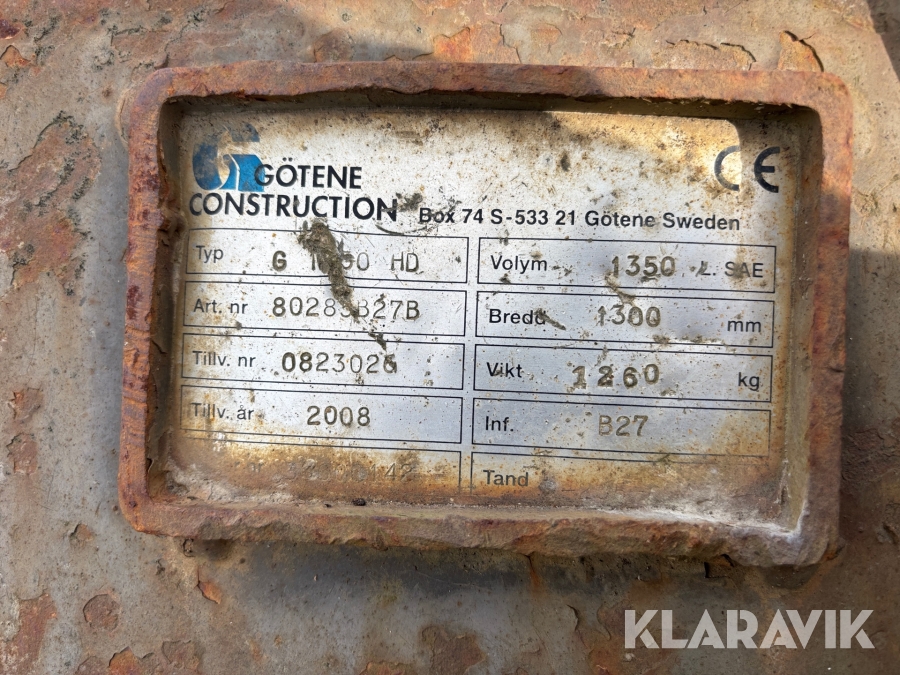 GÖTENE
CONSTRUCTION Box 74 S-533 21 Götene Sweden
CE
Typ G HD
Volym 1350 L. SAE
Art. nr
Bredd 1300 mm
Tillv. nr 0823026
Vikt 1260 kg
Tillv. år 2008
Inf. B27
Tand
KLARAVIK